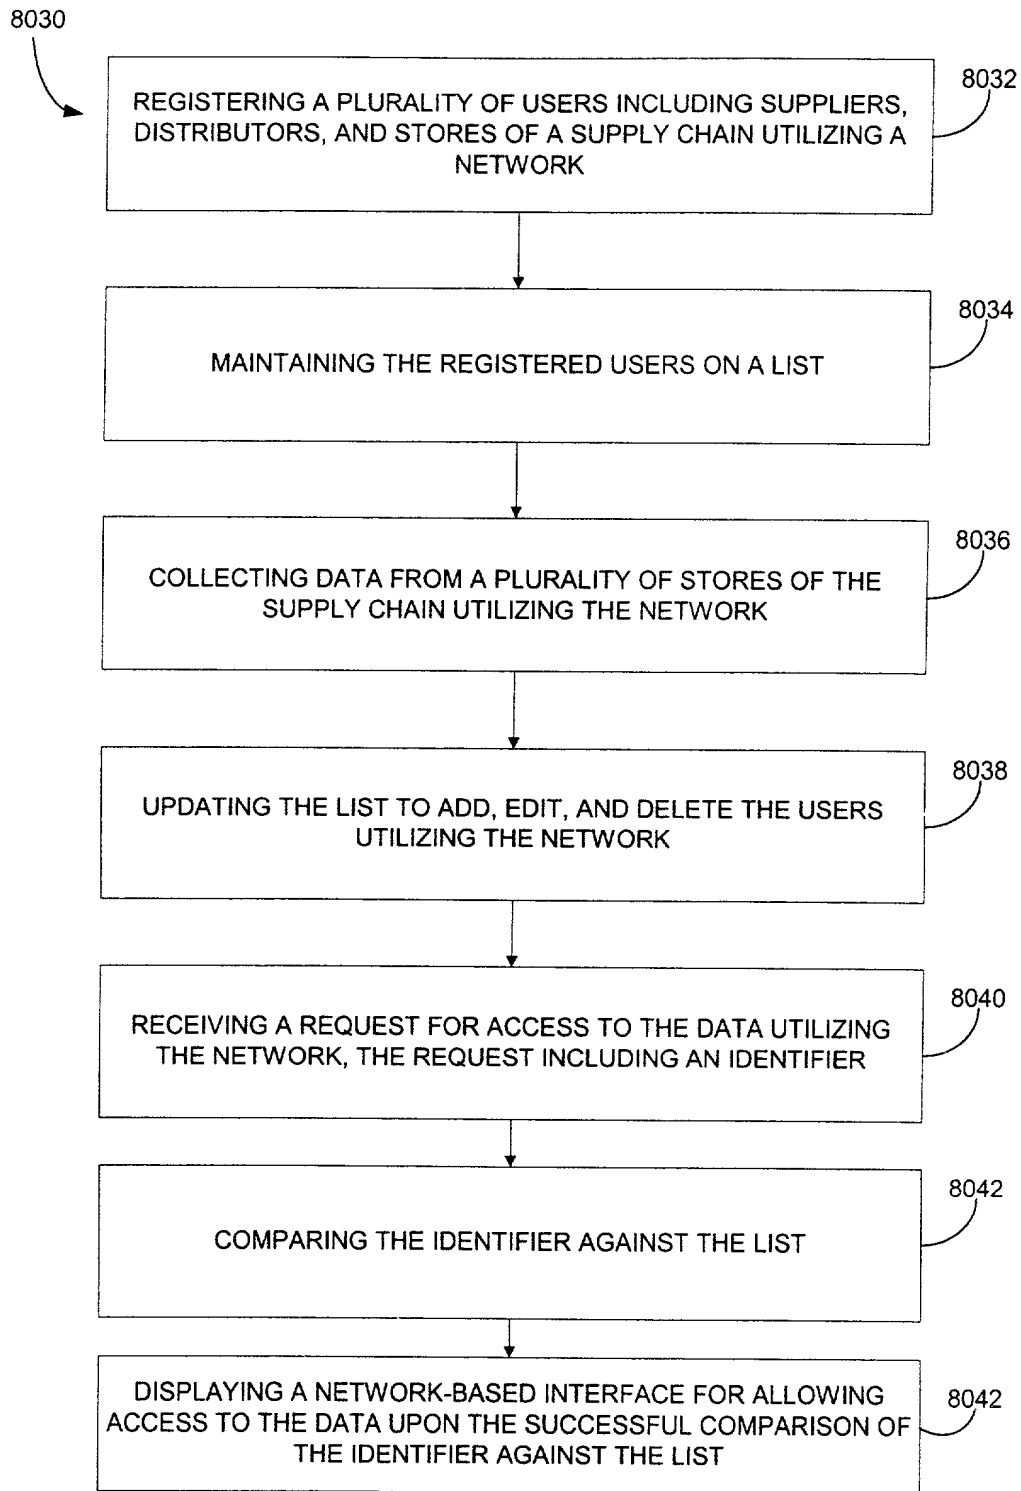 8030
8032
REGISTERING A PLURALITY OF USERS INCLUDING SUPPLIERS,
DISTRIBUTORS, AND STORES OF A SUPPLY CHAIN UTILIZING A
NETWORK
8034
MAINTAINING THE REGISTERED USERS ON A LIST
8036
COLLECTING DATA FROM A PLURALITY OF STORES OF THE
SUPPLY CHAIN UTILIZING THE NETWORK
8038
UPDATING THE LIST TO ADD, EDIT, AND DELETE THE USERS
UTILIZING THE NETWORK
8040
RECEIVING A REQUEST FOR ACCESS TO THE DATA UTILIZING
THE NETWORK, THE REQUEST INCLUDING AN IDENTIFIER
8042
COMPARING THE IDENTIFIER AGAINST THE LIST
8042
DISPLAYING A NETWORK-BASED INTERFACE FOR ALLOWING
ACCESS TO THE DATA UPON THE SUCCESSFUL COMPARISON OF
THE IDENTIFIER AGAINST THE LIST